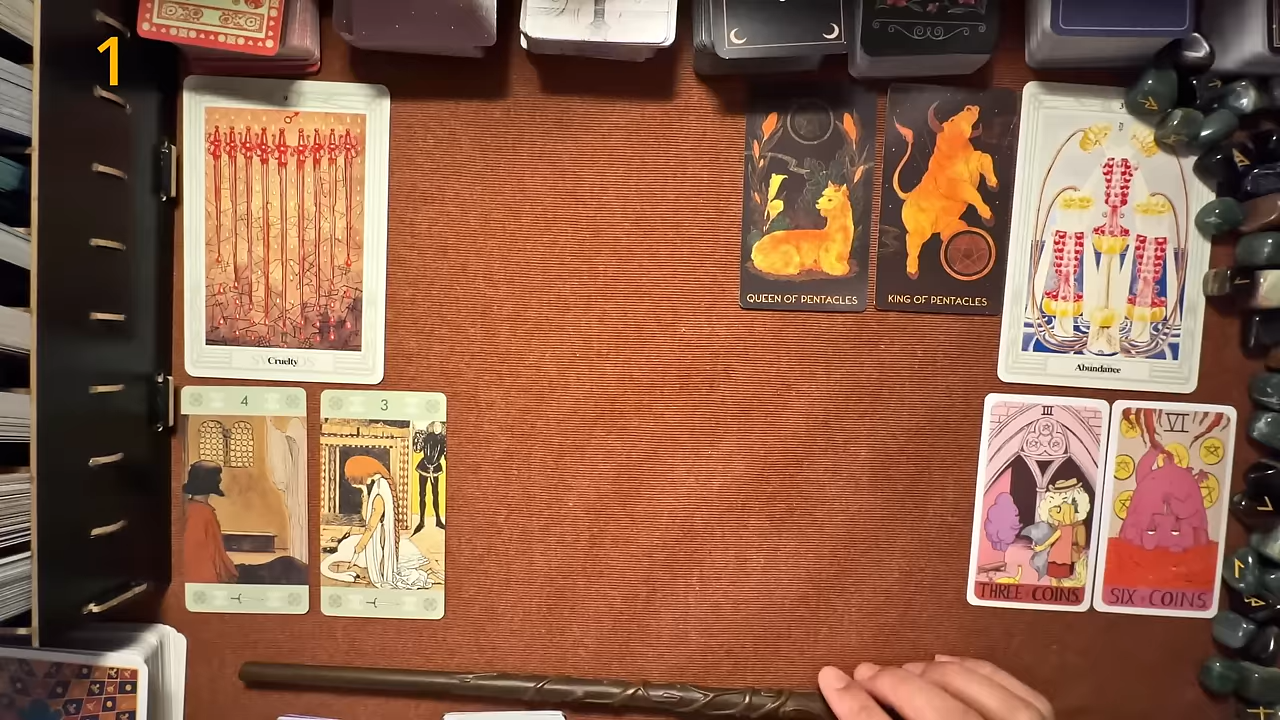 1
Cruelty
4
3
QUEEN OF PENTACLES
KING OF PENTACLES
Abundance
III
THREE COINS
VI
SIX COINS